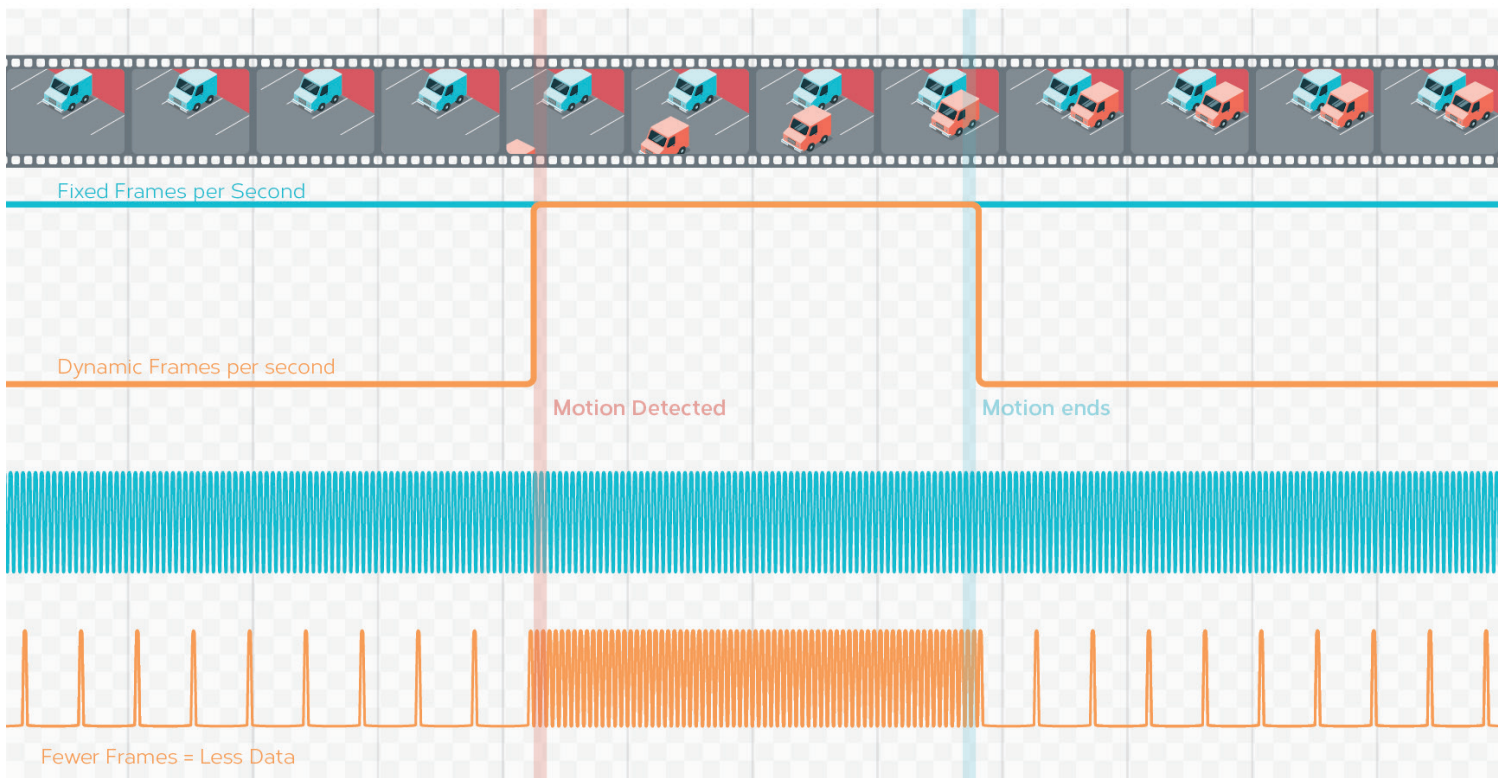 Fixed Frames per Second
Dynamic Frames per second
Motion Detected
Motion ends
Fewer Frames = Less Data